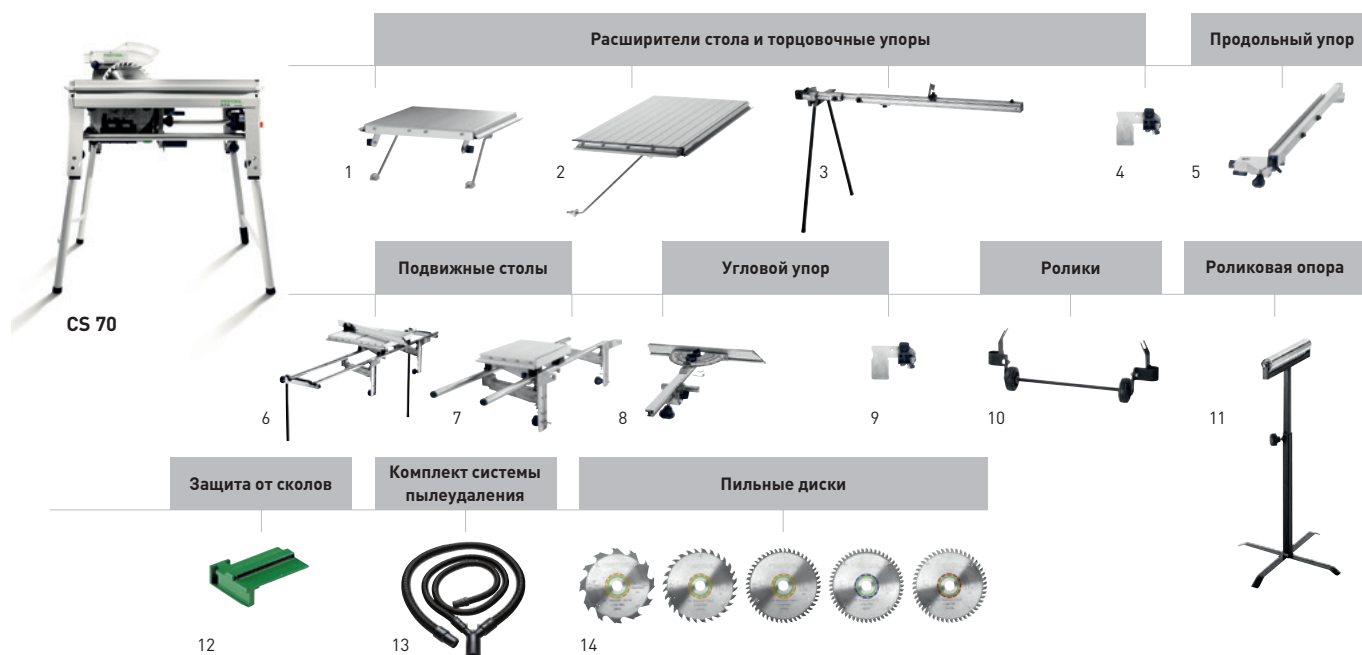 Расширители стола и торцовочные упоры
Продольный упор
1
2
3
4
5
CS 70
Подвижные столы
Угловой упор
Ролики
Роликовая опора
6
7
8
9
10
11
Защита от сколов
Комплект системы
пылеудаления
Пильные диски
12
13
14